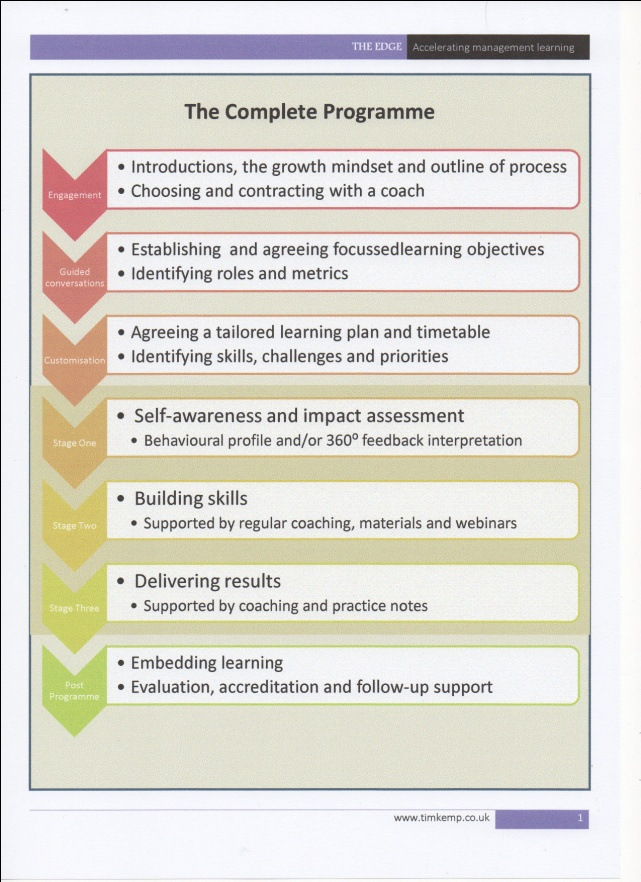 THE EDGE Accelerating management learning
The Complete Programme
Engagement
• Introductions, the growth mindset and outline of process
• Choosing and contracting with a coach
Guided
conversations
• Establishing and agreeing focussedlearning objectives
• Identifying roles and metrics
Customisation
• Agreeing a tailored learning plan and timetable
• Identifying skills, challenges and priorities
Stage One
• Self-awareness and impact assessment
• Behavioural profile and/or 360⁰ feedback interpretation
Stage Two
• Building skills
• Supported by regular coaching, materials and webinars
Stage Three
• Delivering results
• Supported by coaching and practice notes
Post
Programme
• Embedding learning
• Evaluation, accreditation and follow-up support
www.timkemp.co.uk 1